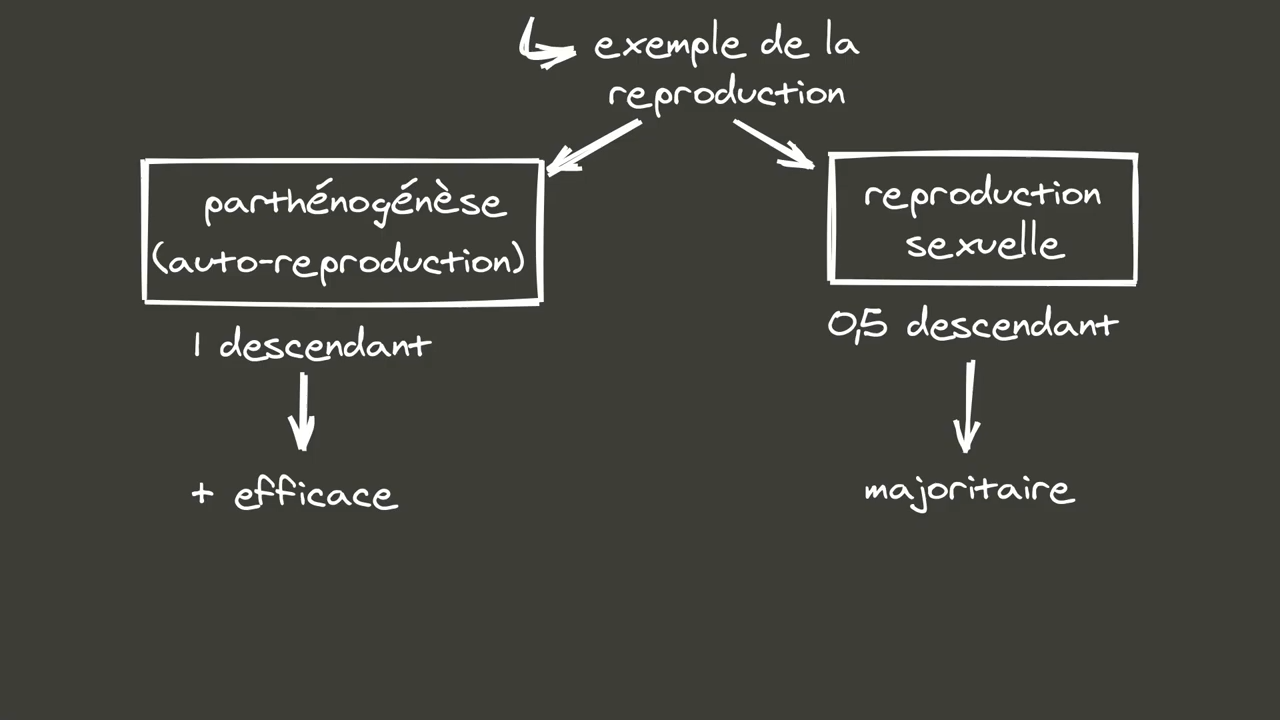 exemple de la
reproduction
parthénogénèse
(auto-reproduction)
1 descendant
+ efficace
reproduction
sexuelle
0,5 descendant
majoritaire